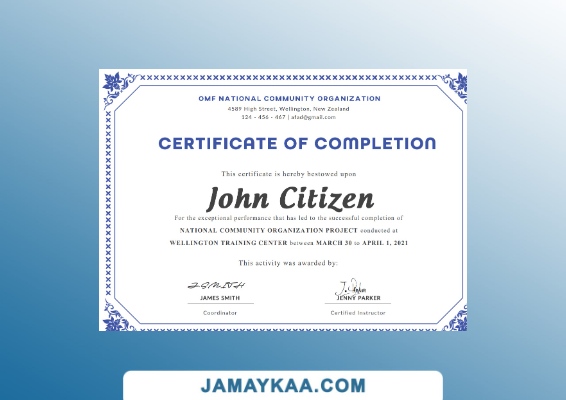 OMF NATIONAL COMMUNITY ORGANIZATION
4589 High Street, Wellington, New Zealand
124 - 456 - 467 | alad@gmail.com
CERTIFICATE OF COMPLETION
This certificate is hereby bestowed upon
John Citizen
For the exceptional performance that has led to the successful completion of
NATIONAL COMMUNITY ORGANIZATION PROJECT conducted at
WELLINGTON TRAINING CENTER between MARCH 30 to APRIL 1, 2021
This activity was awarded by:
J.SMITH
JAMES SMITH
JENNY PARKER
Coordinator
Certified Instructor
JAMAYKAA.COM